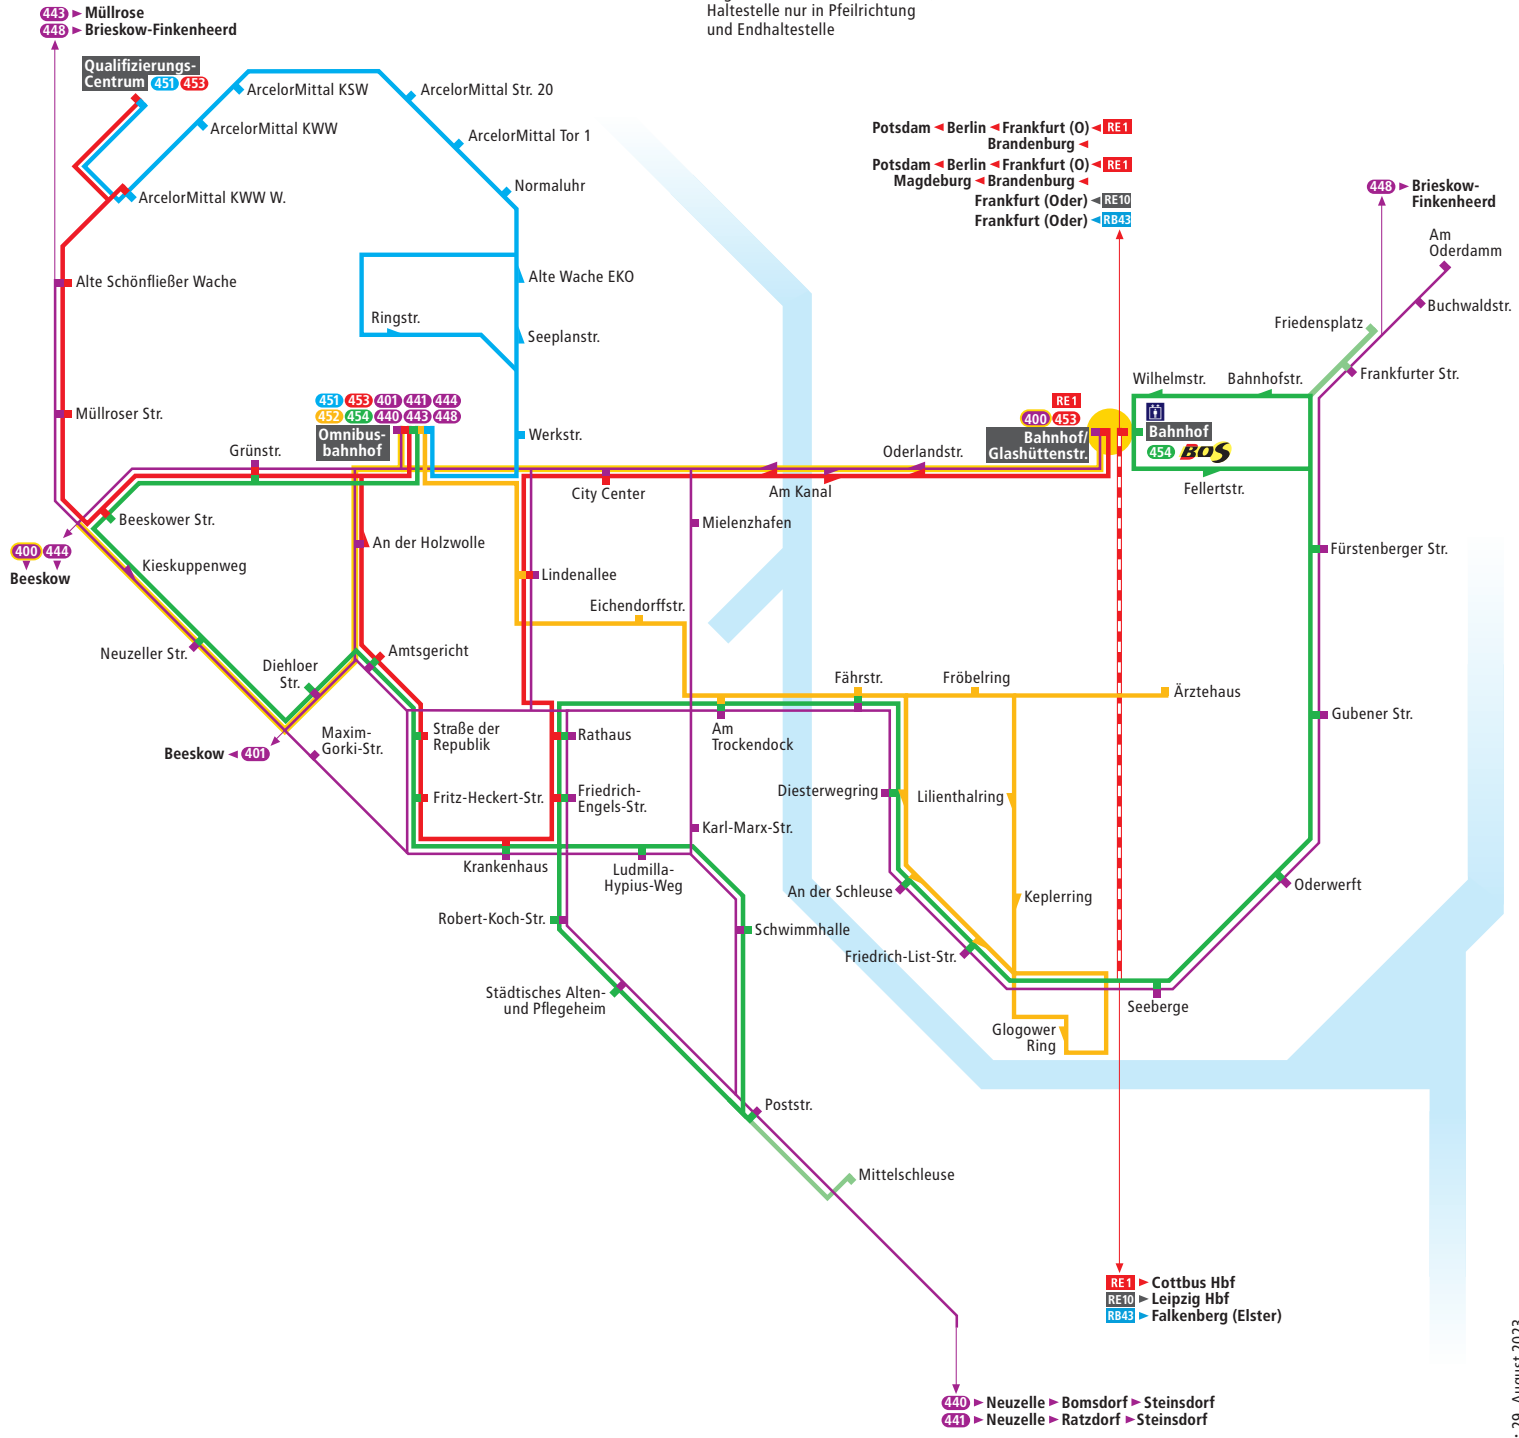 443 Müllrose
448 Brieskow-Finkenheerd
Haltestelle nur in Pfeilrichtung
und Endhaltestelle
Qualifizierungs-
Centrum 451 453
ArcelorMittal KSW
ArcelorMittal Str. 20
ArcelorMittal KWW
ArcelorMittal Tor 1
Normaluhr
ArcelorMittal KWW W.
Potsdam Berlin Frankfurt (O) RE1
Brandenburg
Potsdam Berlin Frankfurt (O) RE1
Magdeburg Brandenburg
Frankfurt (Oder) RE10
Frankfurt (Oder) RB43
448 Brieskow-
Finkenheerd
Am
Oderdamm
Buchwaldstr.
Friedensplatz
Frankfurter Str.
Alte Schönfließer Wache
Alte Wache EKO
Ringstr.
Seeplanstr.
Müllroser Str.
451 453 401 441 444
452 454 440 443 448
Omnibus-
bahnhof
Werkstr.
Grünstr.
City Center
Am Kanal
Oderlandstr.
RE1
400 453
Bahnhof/
Glashüttenstr.
Wilhelmstr.
Bahnhofstr.
Bahnhof
454 BOS
Fellertstr.
Beeskower Str.
An der Holzwolle
Mielenzhafen
400 444
Beeskow
Kieskuppenweg
Lindenallee
Eichendorffstr.
Fürstenberger Str.
Neuzeller Str.
Diehloer
Str.
Amtsgericht
Fährstr.
Fröbelring
Ärztehaus
Beeskow 401
Maxim-
Gorki-Str.
Straße der
Republik
Rathaus
Am
Trockendock
Gubener Str.
Fritz-Heckert-Str.
Friedrich-
Engels-Str.
Diesterwegring
Lilienthalring
Karl-Marx-Str.
Krankenhaus
Ludmilla-
Hypius-Weg
An der Schleuse
Keplerring
Oderwerft
Robert-Koch-Str.
Schwimmhalle
Friedrich-List-Str.
Städtisches Alten-
und Pflegeheim
Seeberge
Glogower
Ring
Poststr.
Mittelschleuse
RE1 Cottbus Hbf
RE10 Leipzig Hbf
RB43 Falkenberg (Elster)
440 Neuzelle Bomsdorf Steinsdorf
441 Neuzelle Ratzdorf Steinsdorf
29. August 2023